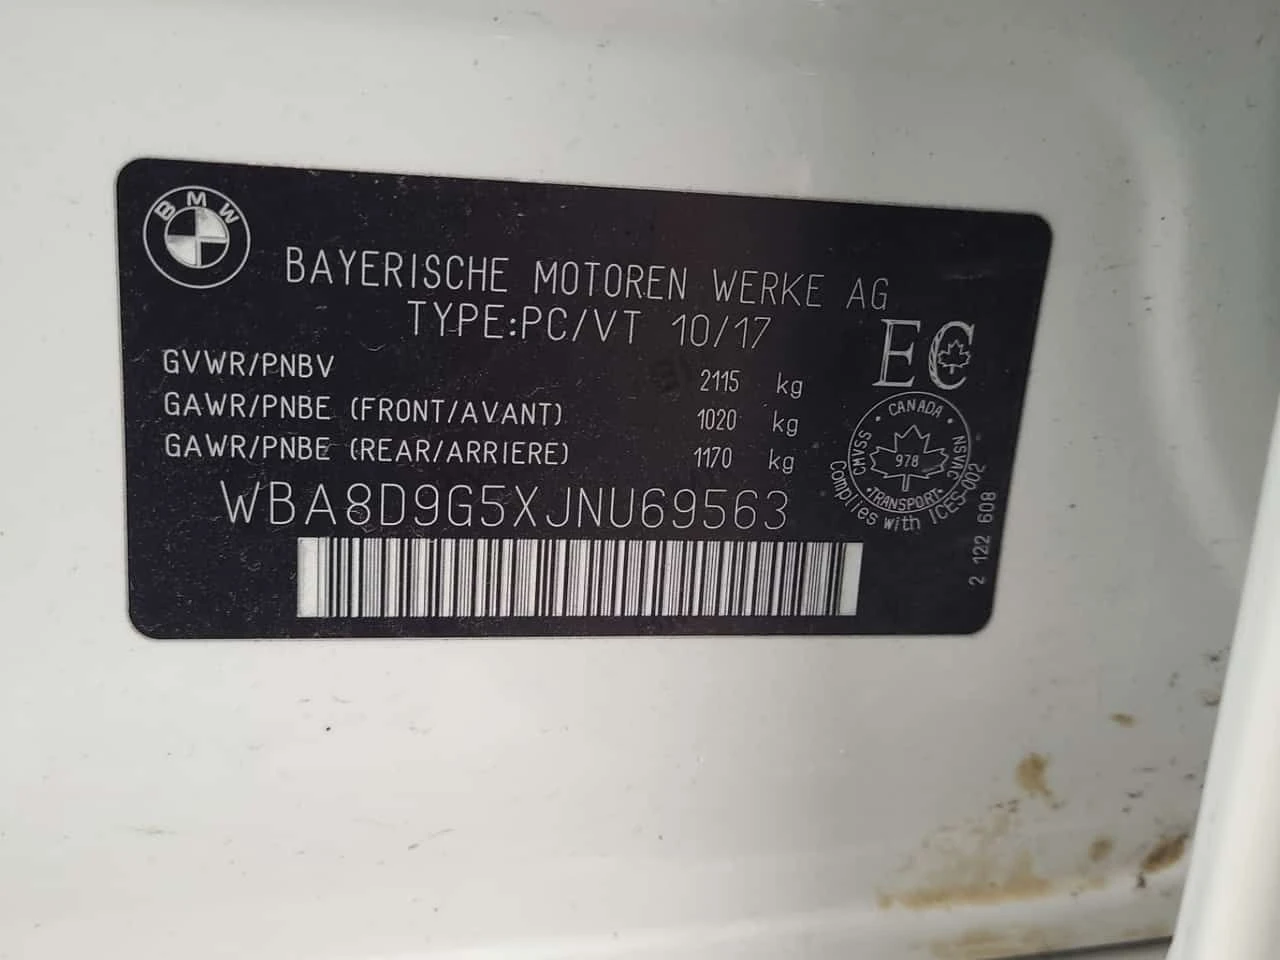 BMW
BAYERISCHE MOTOREN WERKE AG
TYPE:PC/VT 10/17
EC
GVWR/PNBV 2115 kg
GAWR/PNBE (FRONT/AVANT) 1020 kg
GAWR/PNBE (REAR/ARRIERE) 1170 kg
WBA8D9G5XJNU69563
CANADA
CMVSS
978
NSVAC
TRANSPORT
Complies with ICES-002
2 122 608